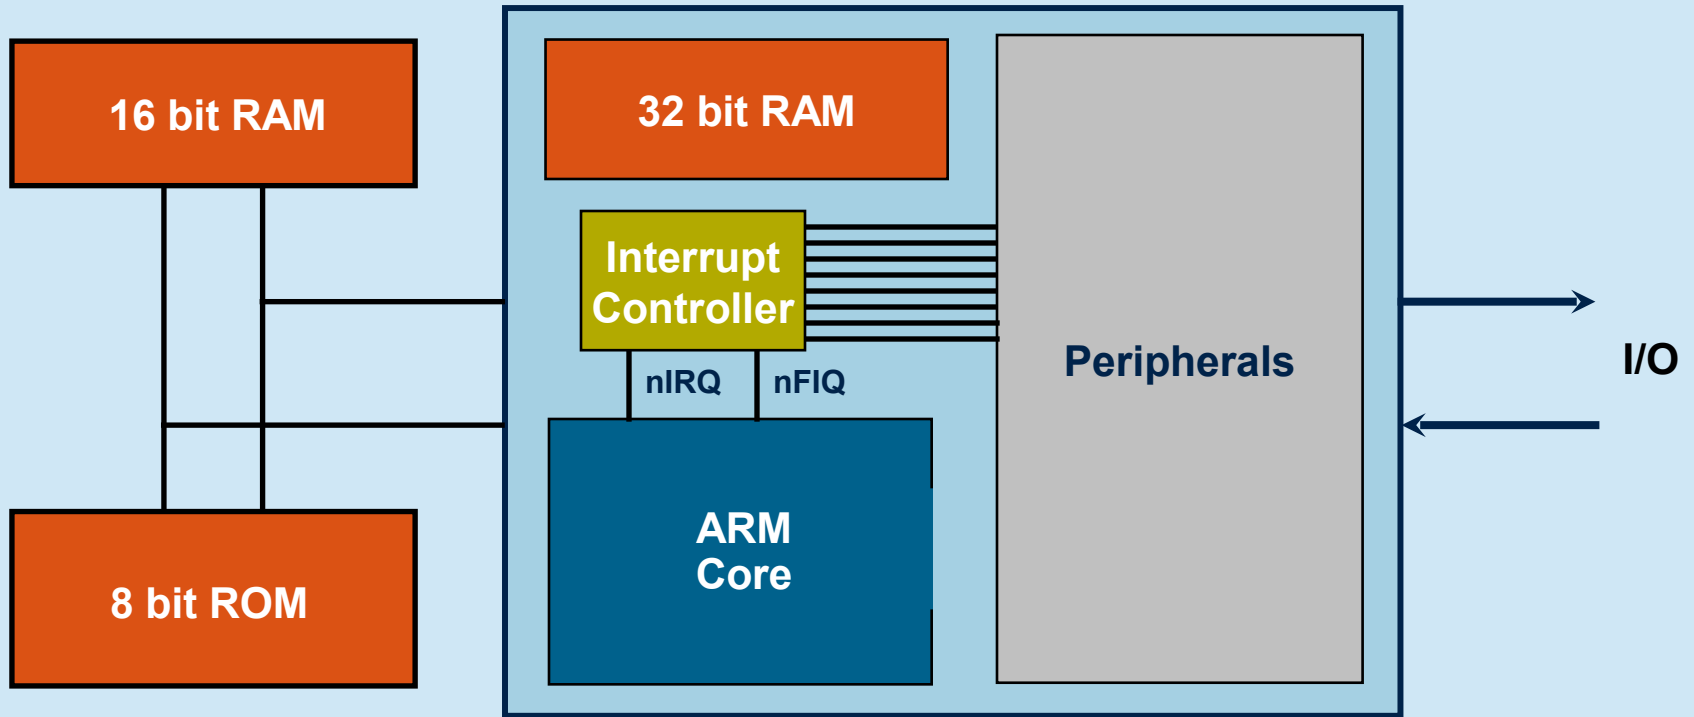 16 bit RAM
32 bit RAM
Interrupt
Controller
nIRQ
nFIQ
Peripherals
I/O
ARM
Core
8 bit ROM